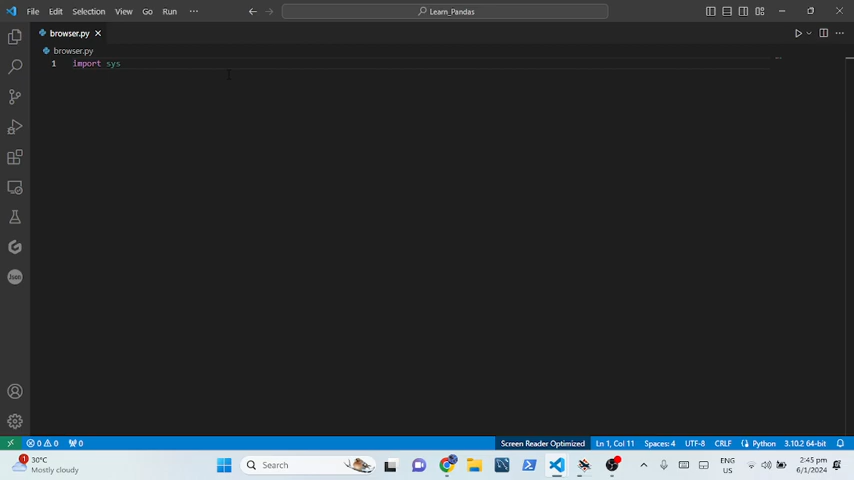 File Edit Selection View Go Run ··· Learn_Pandas
browser.py
browser.py
1 import sys
Json
0 0 0 Screen Reader Optimized Ln 1, Col 11 Spaces: 4 UTF-8 CRLF Python 3.10.2 64-bit
1 30°C
Mostly cloudy
Search
ENG
US
2:45 pm
6/1/2024